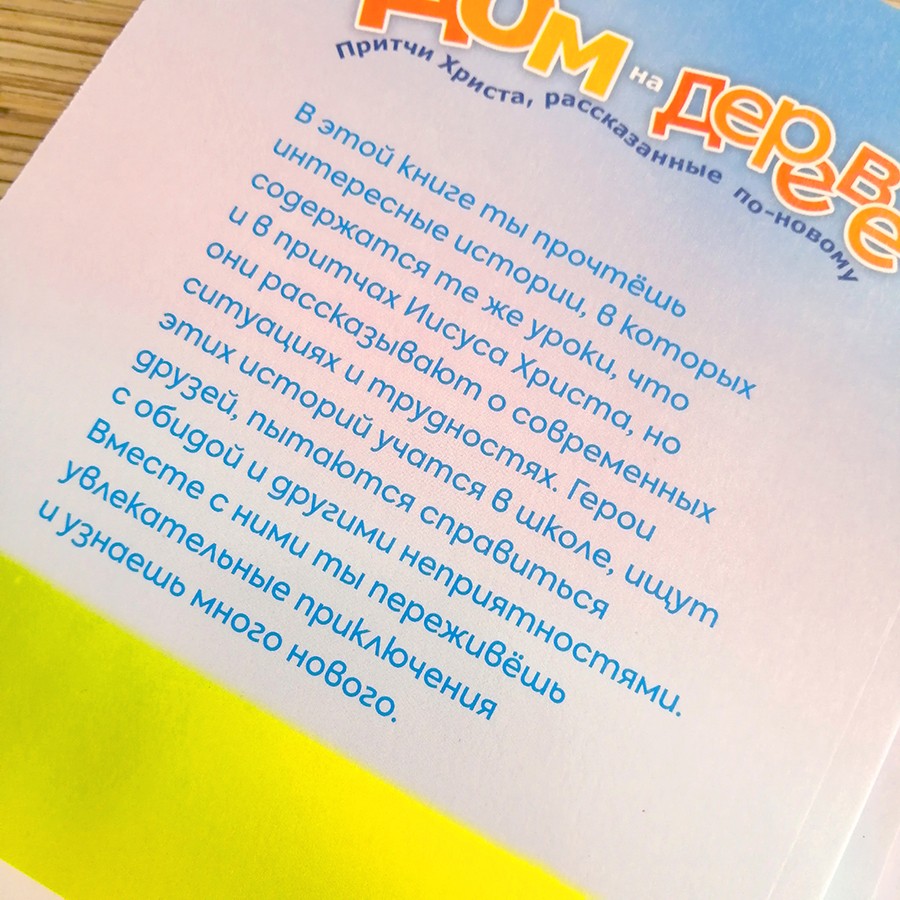 Дом на дереве
Притчи Христа, рассказанные по-новому
В этой книге ты прочтёшь
интересные истории, в которых
содержатся те же уроки, что
и в притчах Иисуса Христа, но
они рассказывают о современных
ситуациях и трудностях. Герои
этих историй учатся в школе, ищут
друзей, пытаются справиться
с обидой и другими неприятностями.
Вместе с ними ты переживёшь
увлекательные приключения
и узнаешь много нового.